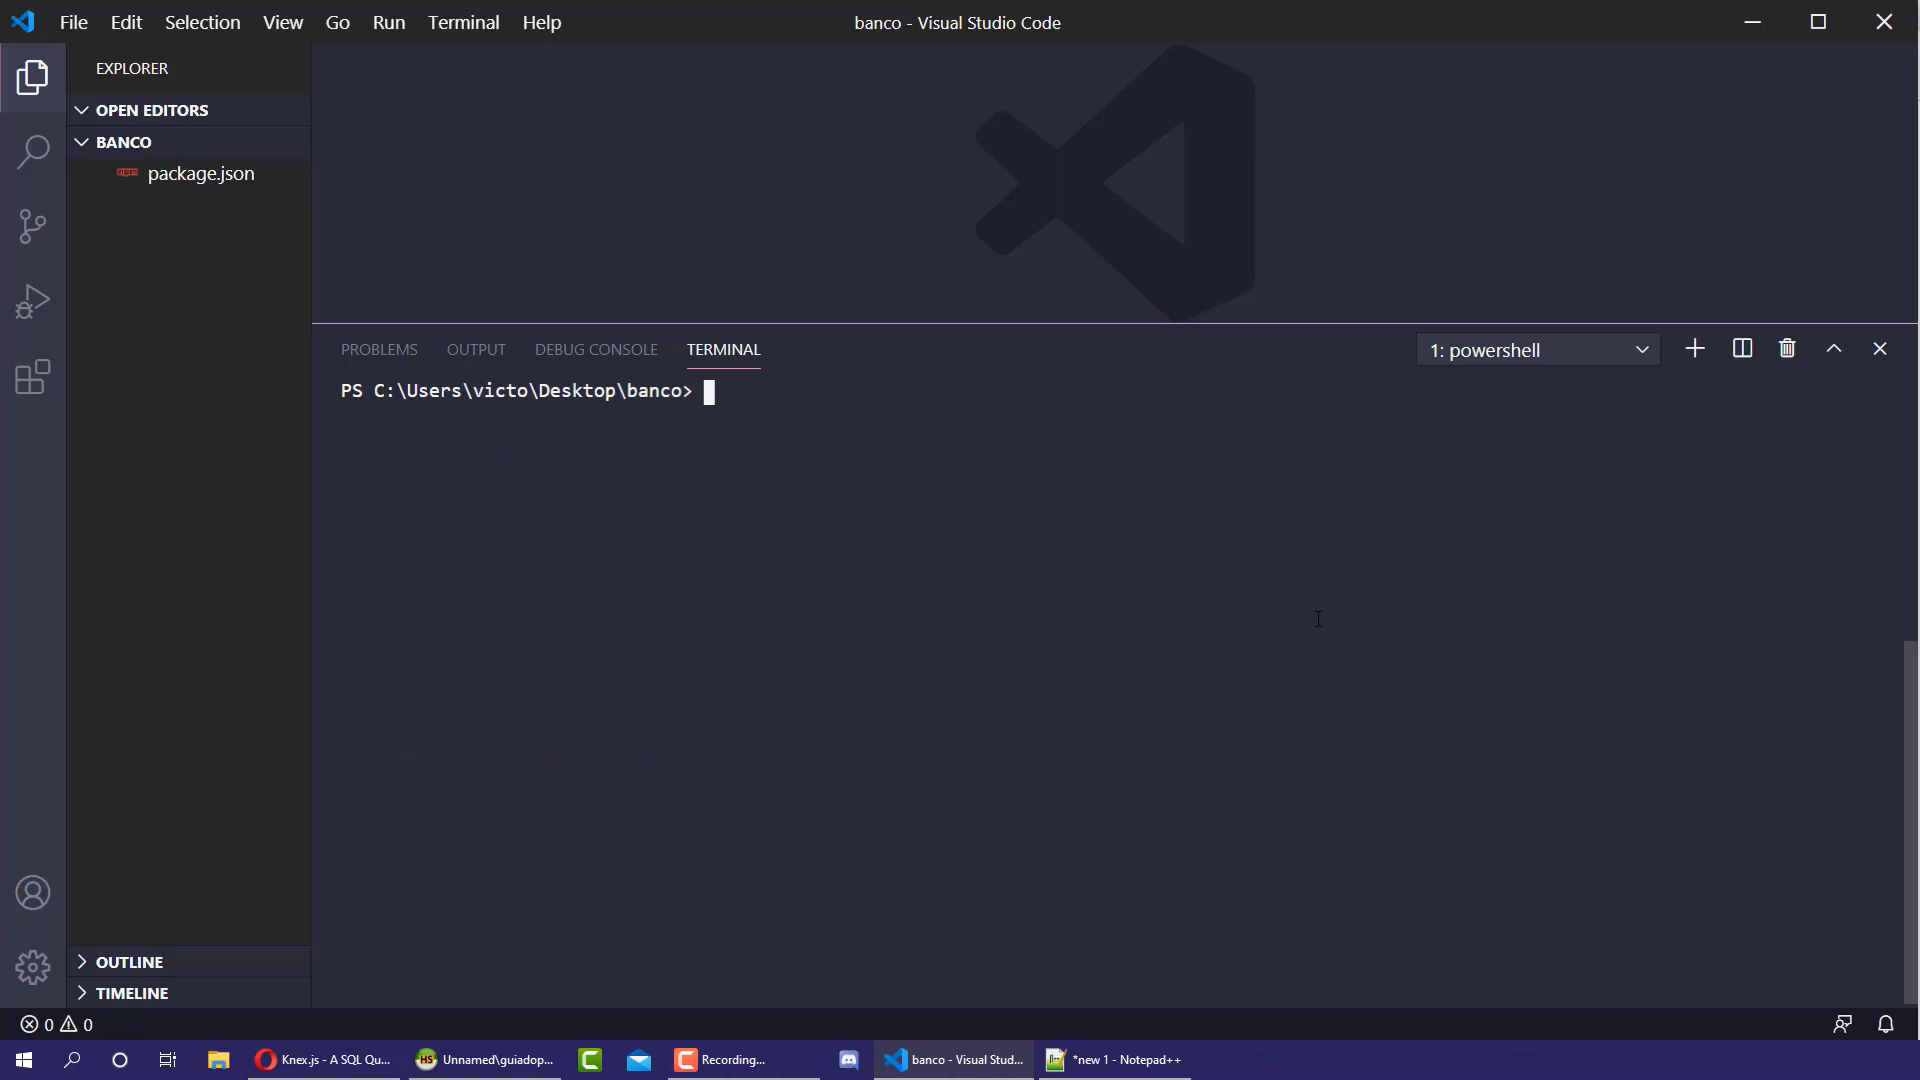 File Edit Selection View Go Run Terminal Help
banco - Visual Studio Code
EXPLORER
OPEN EDITORS
BANCO
package.json
PROBLEMS OUTPUT DEBUG CONSOLE TERMINAL
1: powershell
PS C:\Users\victo\Desktop\banco>
OUTLINE
TIMELINE
0 0
Knex.js - A SQL Qu...
HS Unnamed\guiadop...
Recording...
banco - Visual Stud...
*new 1 - Notepad++